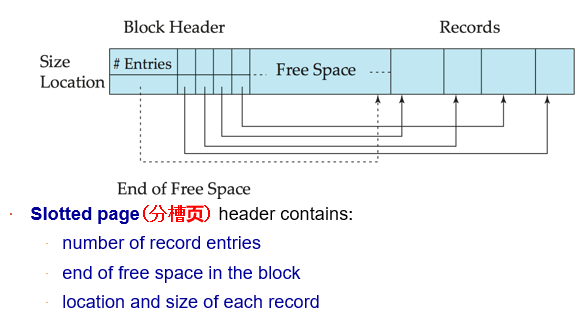 Block Header Records
Size
Location
# Entries
Free Space
End of Free Space
· Slotted page(分槽页) header contains:
- number of record entries
- end of free space in the block
- location and size of each record